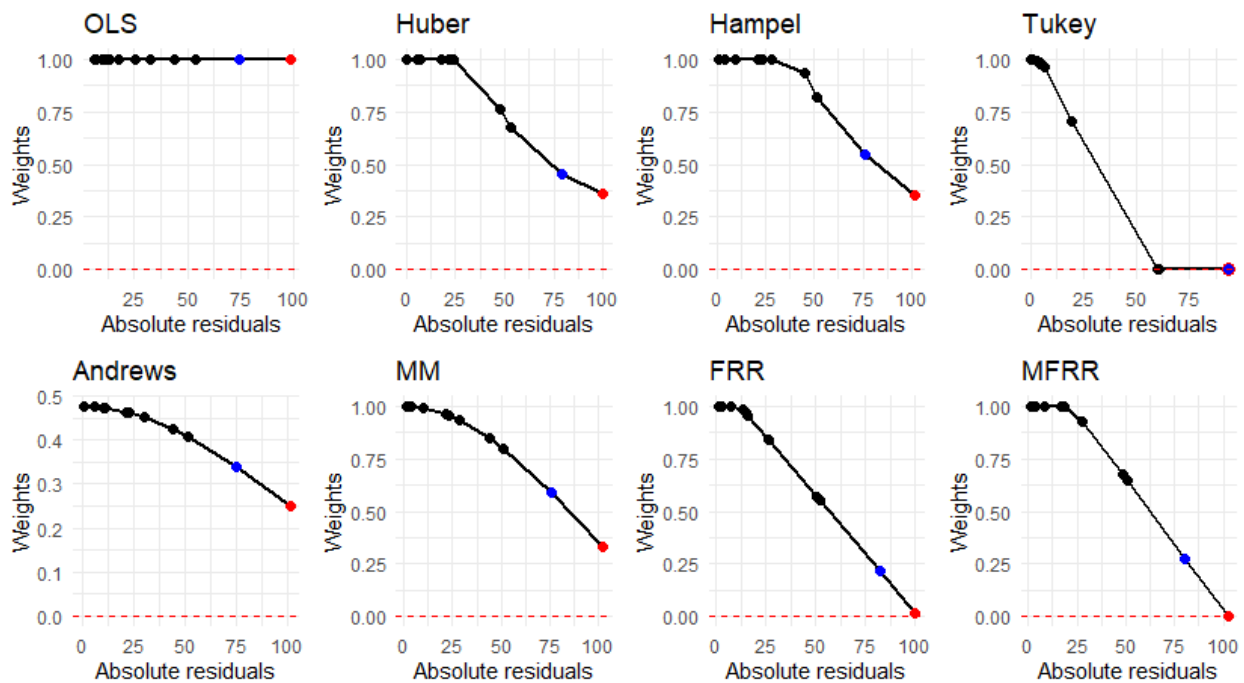 OLS
Weights
1.00
0.75
0.50
0.25
0.00
25 50 75 100
Absolute residuals
Huber
Weights
1.00
0.75
0.50
0.25
0.00
0 25 50 75 100
Absolute residuals
Hampel
Weights
1.00
0.75
0.50
0.25
0.00
0 25 50 75 100
Absolute residuals
Tukey
Weights
1.00
0.75
0.50
0.25
0.00
0 25 50 75
Absolute residuals
Andrews
Weights
0.5
0.4
0.3
0.2
0.1
0.0
0 25 50 75 100
Absolute residuals
MM
Weights
1.00
0.75
0.50
0.25
0.00
0 25 50 75 100
Absolute residuals
FRR
Weights
1.00
0.75
0.50
0.25
0.00
0 25 50 75 100
Absolute residuals
MFRR
Weights
1.00
0.75
0.50
0.25
0.00
0 25 50 75 100
Absolute residuals